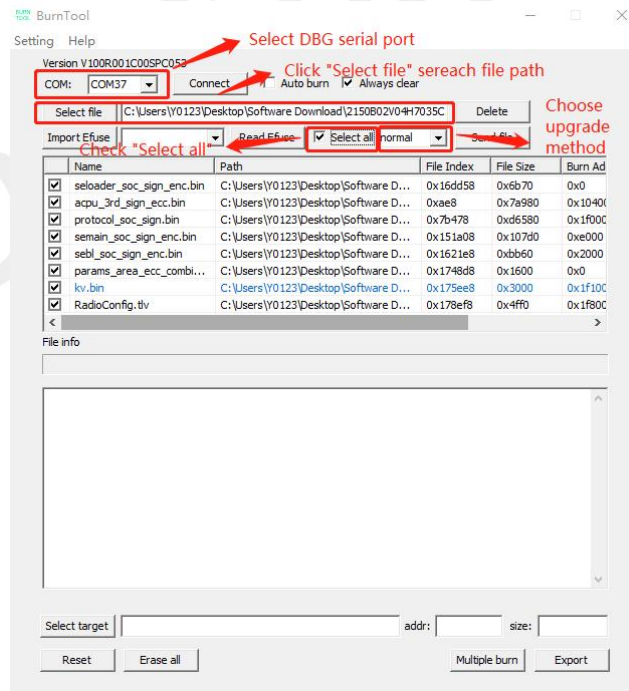 BURN
TOOL BurnTool
Setting Help
Select DBG serial port
Version V100R001C00SPC053
COM: COM37 Connect Auto burn Always clear
Click "Select file" sereach file path
Select file C:\Users\Y0123\Desktop\Software Download\2150B02V04H7035C Delete
Choose
upgrade
method
Import Efuse Read Efuse Select all normal Send file
Check "Select all"
Name Path File Index File Size Burn Ad
seloader_soc_sign_enc.bin C:\Users\Y0123\Desktop\Software D... 0x16dd58 0x6b70 0x0
acpu_3rd_sign_ecc.bin C:\Users\Y0123\Desktop\Software D... 0xae8 0x7a980 0x10400
protocol_soc_sign.bin C:\Users\Y0123\Desktop\Software D... 0x7b478 0xd6580 0x1f000
semain_soc_sign_enc.bin C:\Users\Y0123\Desktop\Software D... 0x151a08 0x107d0 0xe000
sebl_soc_sign_enc.bin C:\Users\Y0123\Desktop\Software D... 0x1621e8 0xbb60 0x2000
params_area_ecc_combi... C:\Users\Y0123\Desktop\Software D... 0x1748d8 0x1600 0x0
kv.bin C:\Users\Y0123\Desktop\Software D... 0x175ee8 0x3000 0x1f100
RadioConfig.tlv C:\Users\Y0123\Desktop\Software D... 0x178ef8 0x4ff0 0x1f800
File info
Select target addr: size:
Reset Erase all Multiple burn Export